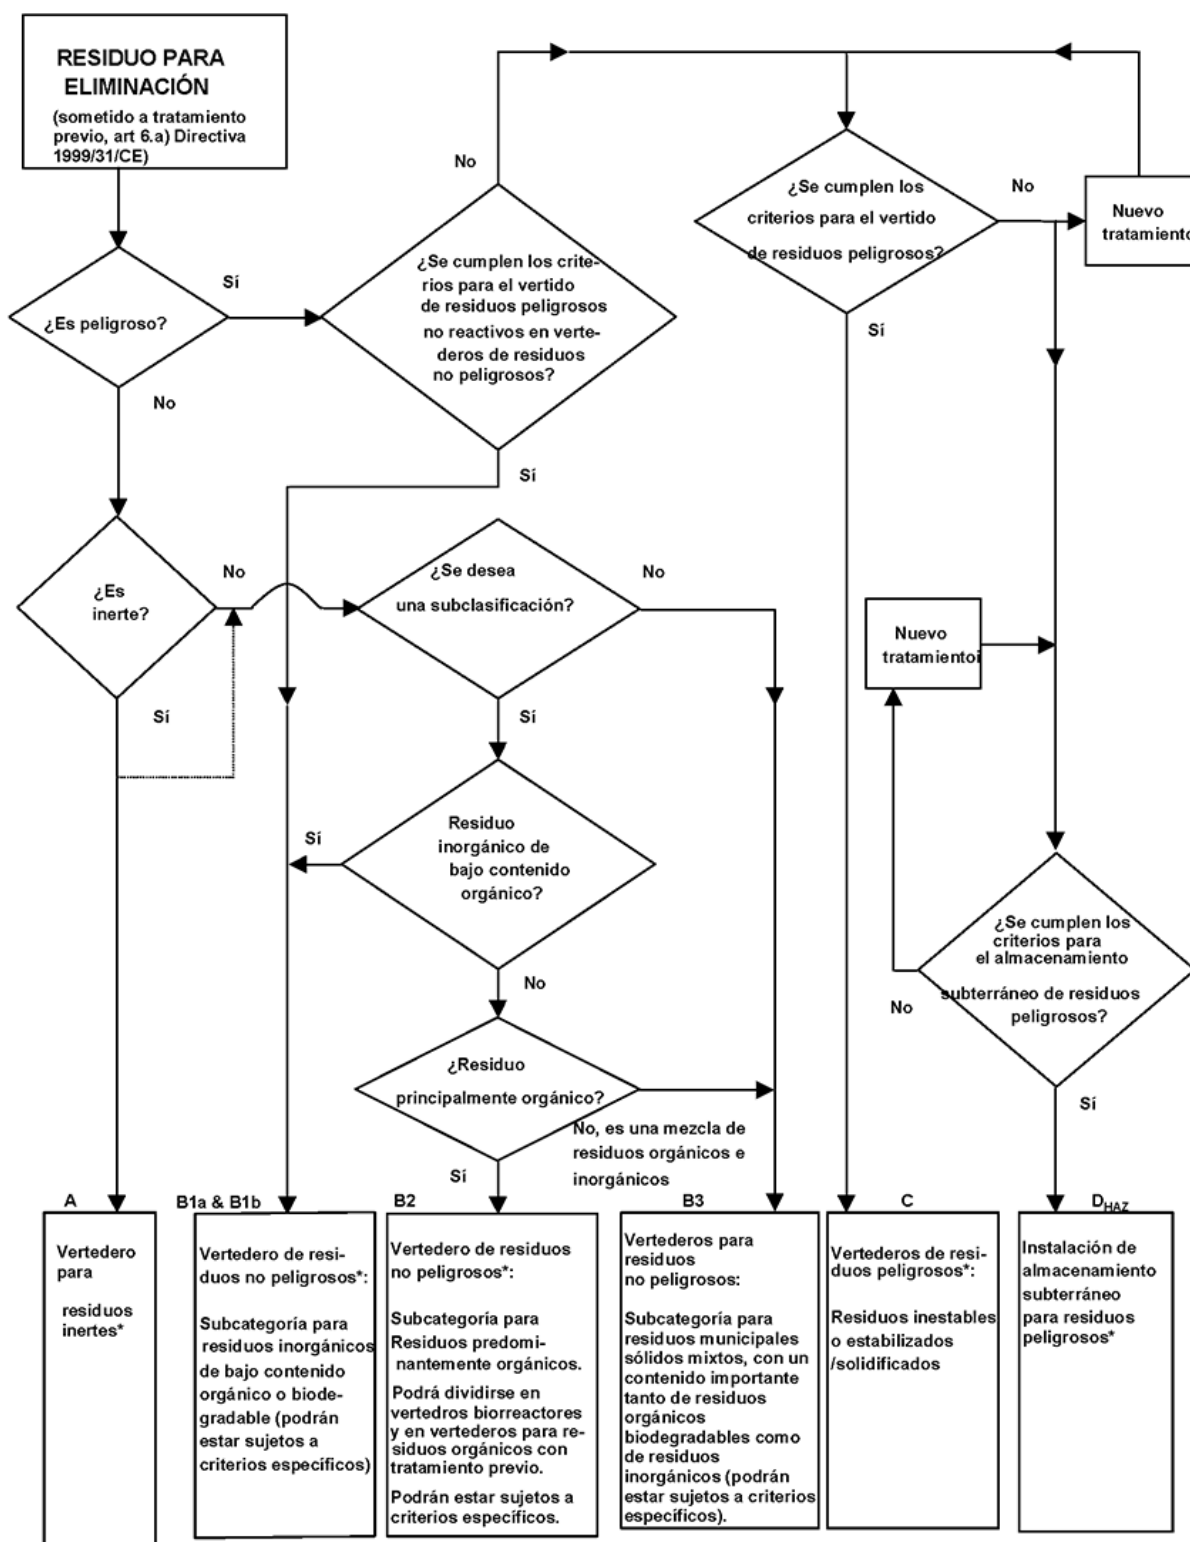 RESIDUO PARA
ELIMINACIÓN
(sometido a tratamiento
previo, art 6.a) Directiva
1999/31/CE)
¿Es peligroso?
Sí
No
¿Se cumplen los crite-
rios para el vertido
de residuos peligrosos
no reactivos en verte-
deros de residuos
no peligrosos?
No
Sí
¿Se cumplen los
criterios para el vertido
de residuos peligrosos?
No
Sí
Nuevo
tratamiento
¿Es
inerte?
No
Sí
¿Se desea
una subclasificación?
No
Sí
Nuevo
tratamientoi
Residuo
inorgánico de
bajo contenido
orgánico?
Sí
No
¿Se cumplen los
criterios para
el almacenamiento
subterráneo de residuos
peligrosos?
No
Sí
¿Residuo
principalmente orgánico?
No, es una mezcla de
residuos orgánicos e
inorgánicos
Sí
A
Vertedero
para
residuos
inertes*
B1a & B1b
Vertedero de resi-
duos no peligrosos*:
Subcategoría para
residuos inorgánicos
de bajo contenido
orgánico o biode-
gradable (podrán
estar sujetos a
criterios específicos)
B2
Vertedero de residuos
no peligrosos*:
Subcategoría para
Residuos predomi-
nantemente orgánicos.
Podrá dividirse en
vertedros biorreactores
y en vertederos para re-
siduos orgánicos con
tratamiento previo.
Podrán estar sujetos a
criterios específicos.
B3
Vertederos para
residuos
no peligrosos:
Subcategoría para
residuos municipales
sólidos mixtos, con un
contenido importante
tanto de residuos
orgánicos
biodegradables como
de residuos
inorgánicos (podrán
estar sujetos a criterios
específicos).
C
Vertederos de resi-
duos peligrosos*:
Residuos inestables
o estabilizados
/solidificados
DHAZ
Instalación de
almacenamiento
subterráneo
para residuos
peligrosos*